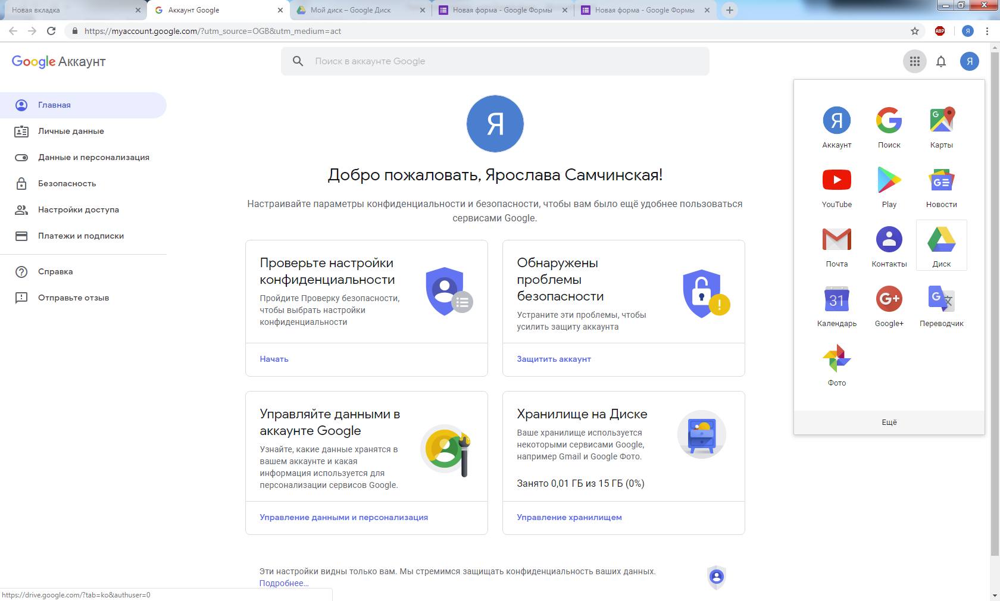 Новая вкладка
Аккаунт Google
Мой диск – Google Диск
Новая форма - Google Формы
Новая форма - Google Формы
https://myaccount.google.com/?utm_source=OGB&utm_medium=act
ABP
Я
Google Аккаунт
Поиск в аккаунте Google
Я
Главная
Личные данные
Данные и персонализация
Безопасность
Настройки доступа
Платежи и подписки
Справка
Отправьте отзыв
Я
Добро пожаловать, Ярослава Самчинская!
Настраивайте параметры конфиденциальности и безопасности, чтобы вам было ещё удобнее пользоваться
сервисами Google.
Проверьте настройки
конфиденциальности
Пройдите Проверку безопасности,
чтобы выбрать настройки
конфиденциальности
Начать
Обнаружены
проблемы
безопасности
Устраните эти проблемы, чтобы
усилить защиту аккаунта
Защитить аккаунт
Управляйте данными в
аккаунте Google
Узнайте, какие данные хранятся в
вашем аккаунте и какая
информация используется для
персонализации сервисов Google.
Управление данными и персонализация
Хранилище на Диске
Ваше хранилище используется
некоторыми сервисами Google,
например Gmail и Google Фото.
Занято 0,01 ГБ из 15 ГБ (0%)
Управление хранилищем
Эти настройки видны только вам. Мы стремимся защищать конфиденциальность ваших данных.
Подробнее...
Я
G
Аккаунт
Поиск
Карты
YouTube
Play
Новости
Почта
Контакты
Диск
31
G+
G
Календарь
Google+
Переводчик
Фото
Ещё
https://drive.google.com/?tab=ko&authuser=0